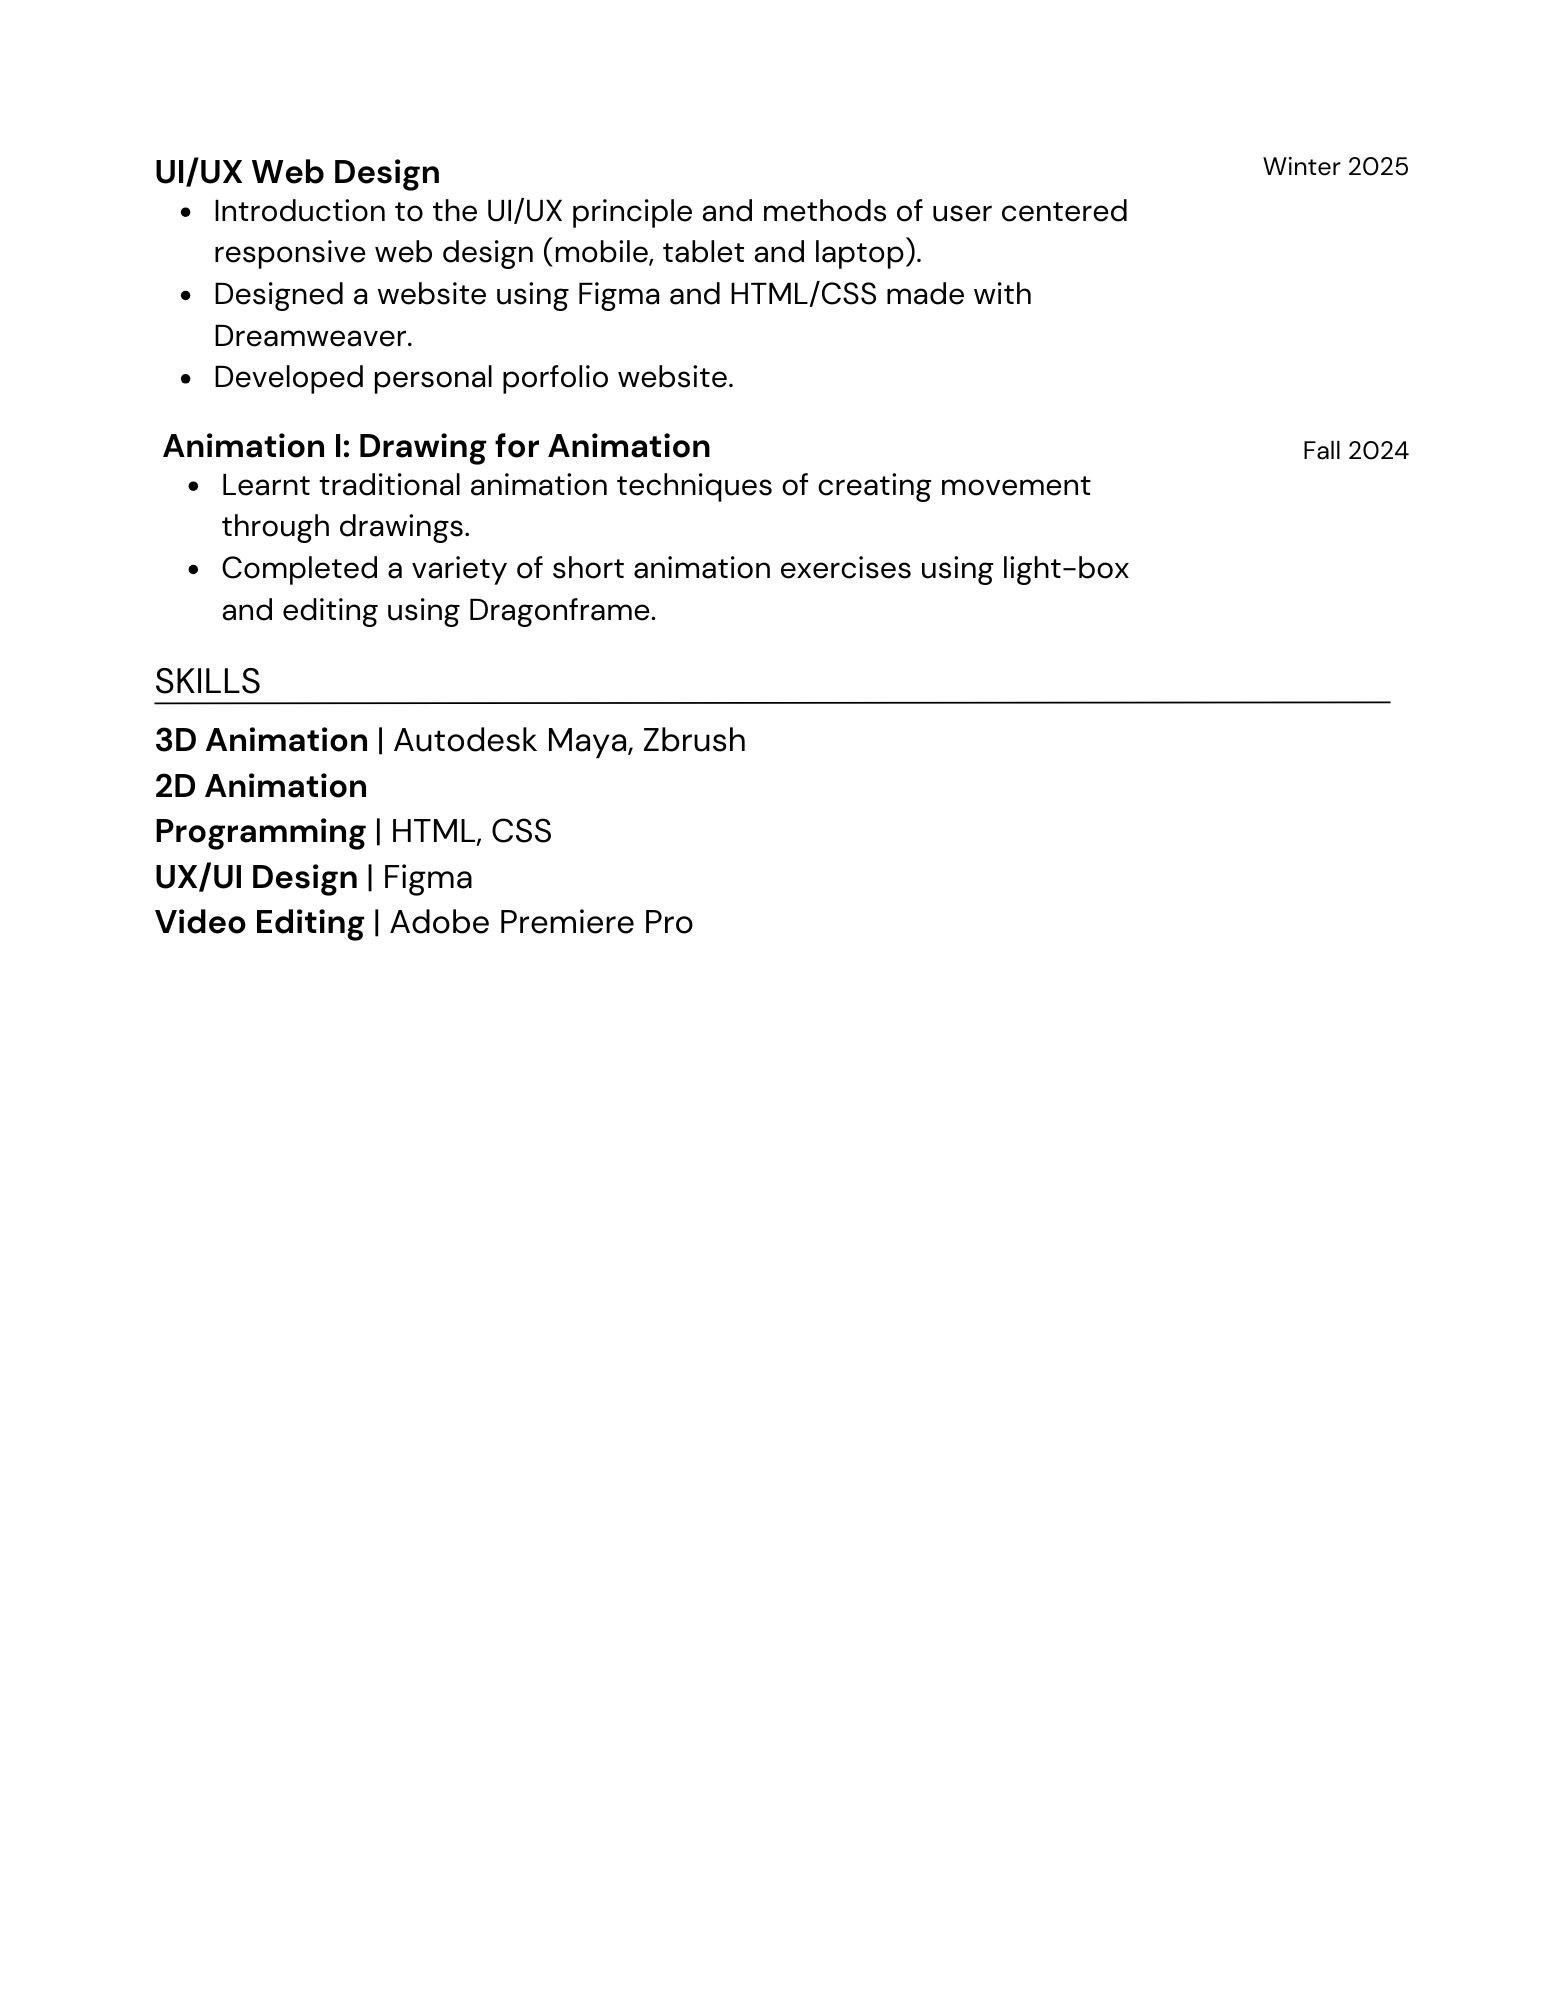 UI/UX Web Design Winter 2025
• Introduction to the UI/UX principle and methods of user centered
responsive web design (mobile, tablet and laptop).
• Designed a website using Figma and HTML/CSS made with
Dreamweaver.
• Developed personal porfolio website.
Animation I: Drawing for Animation Fall 2024
• Learnt traditional animation techniques of creating movement
through drawings.
• Completed a variety of short animation exercises using light-box
and editing using Dragonframe.
SKILLS
3D Animation | Autodesk Maya, Zbrush
2D Animation
Programming | HTML, CSS
UX/UI Design | Figma
Video Editing | Adobe Premiere Pro